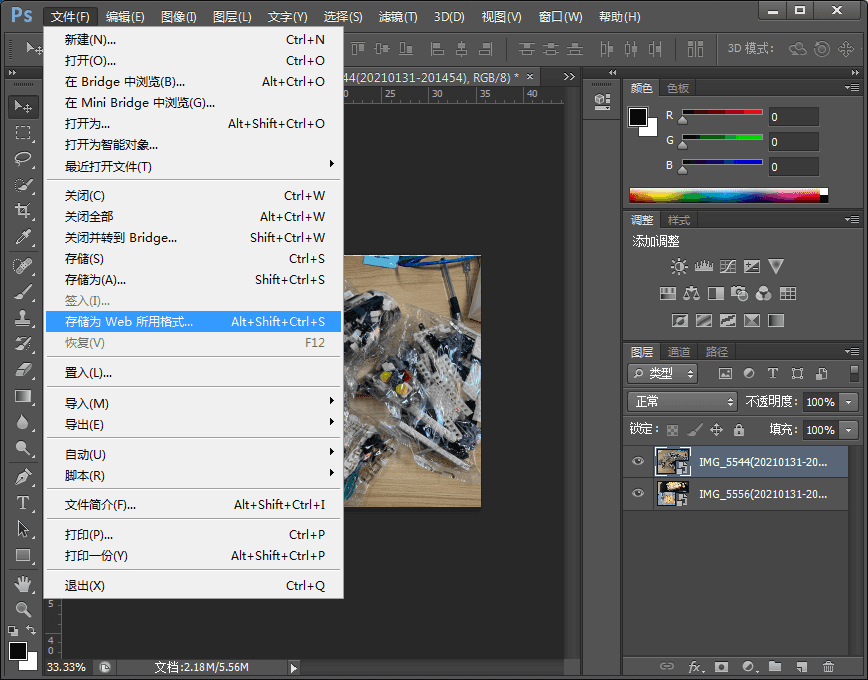 Ps 文件(F) 编辑(E) 图像(I) 图层(L) 文字(Y) 选择(S) 滤镜(T) 3D(D) 视图(V) 窗口(W) 帮助(H)
3D 模式:
新建(N)... Ctrl+N
打开(O)... Ctrl+O
在 Bridge 中浏览(B)... Alt+Ctrl+O
在 Mini Bridge 中浏览(G)...
打开为... Alt+Shift+Ctrl+O
打开为智能对象...
最近打开文件(T)
关闭(C) Ctrl+W
关闭全部 Alt+Ctrl+W
关闭并转到 Bridge... Shift+Ctrl+W
存储(S) Ctrl+S
存储为(A)... Shift+Ctrl+S
签入(I)...
存储为 Web 所用格式... Alt+Shift+Ctrl+S
恢复(V) F12
置入(L)...
导入(M)
导出(E)
自动(U)
脚本(R)
文件简介(F)... Alt+Shift+Ctrl+I
打印(P)... Ctrl+P
打印一份(Y) Alt+Shift+Ctrl+P
退出(X) Ctrl+Q
44(20210131-201454), RGB/8) * ×
0 25 30 35 40
5
4
0
33.33% 文档:2.18M/5.56M
颜色 色板
R 0
G 0
B 0
调整 样式
添加调整
图层 通道 路径
类型 T
正常 不透明度: 100%
锁定: 填充: 100%
IMG_5544(20210131-20...
IMG_5556(20210131-20...
fx